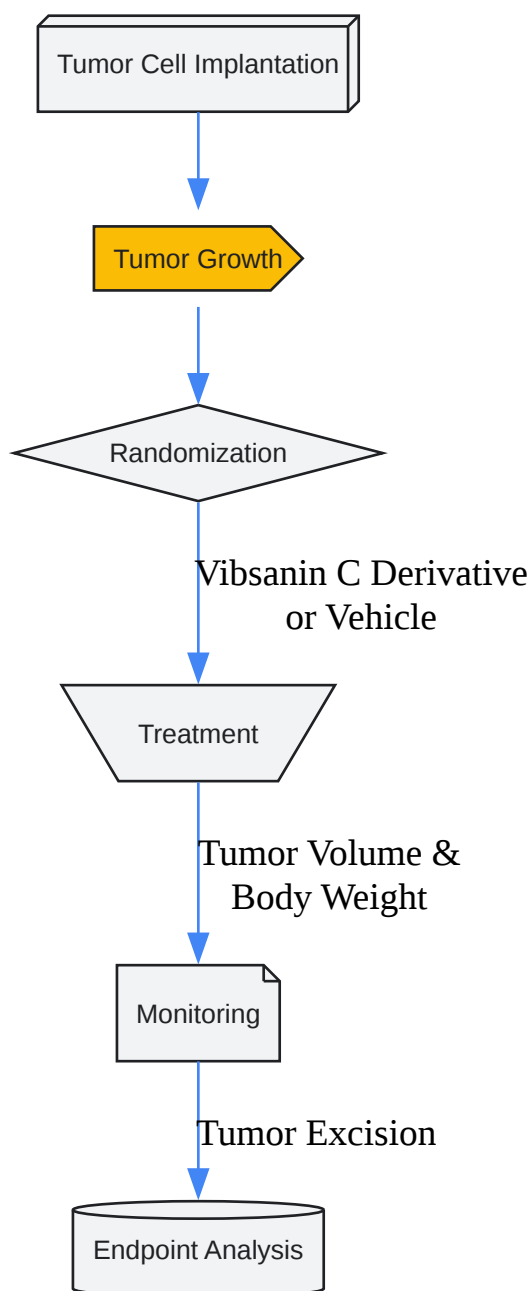 Tumor Cell Implantation
Tumor Growth
Randomization
Vibsanin C Derivative
or Vehicle
Treatment
Tumor Volume &
Body Weight
Monitoring
Tumor Excision
Endpoint Analysis